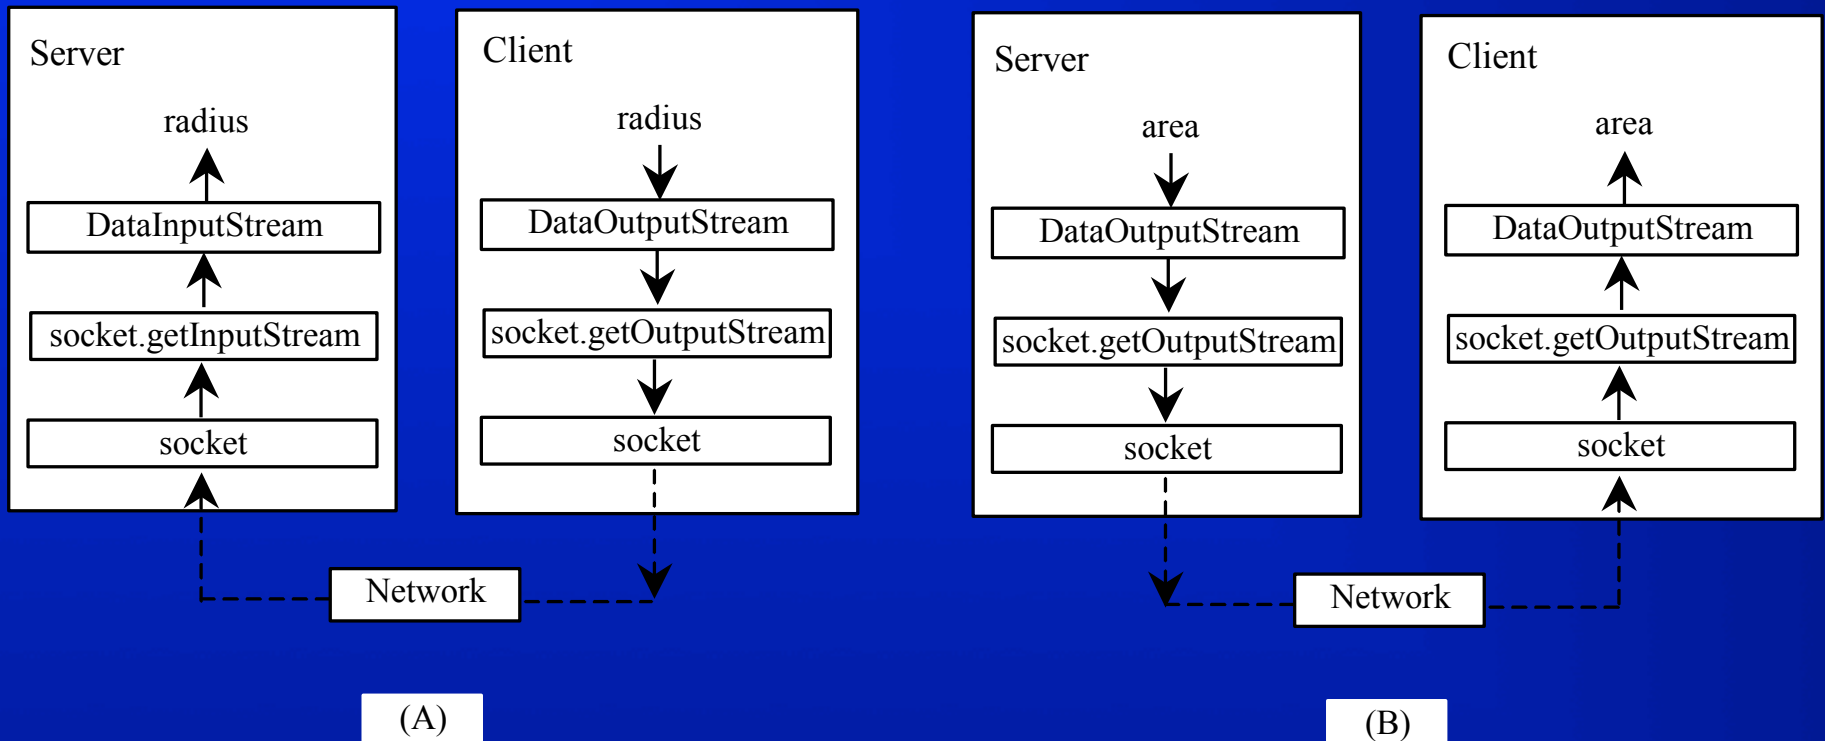 Server
radius
DataInputStream
socket.getInputStream
socket
Client
radius
DataOutputStream
socket.getOutputStream
socket
Network
(A)
Server
area
DataOutputStream
socket.getOutputStream
socket
Client
area
DataOutputStream
socket.getOutputStream
socket
Network
(B)